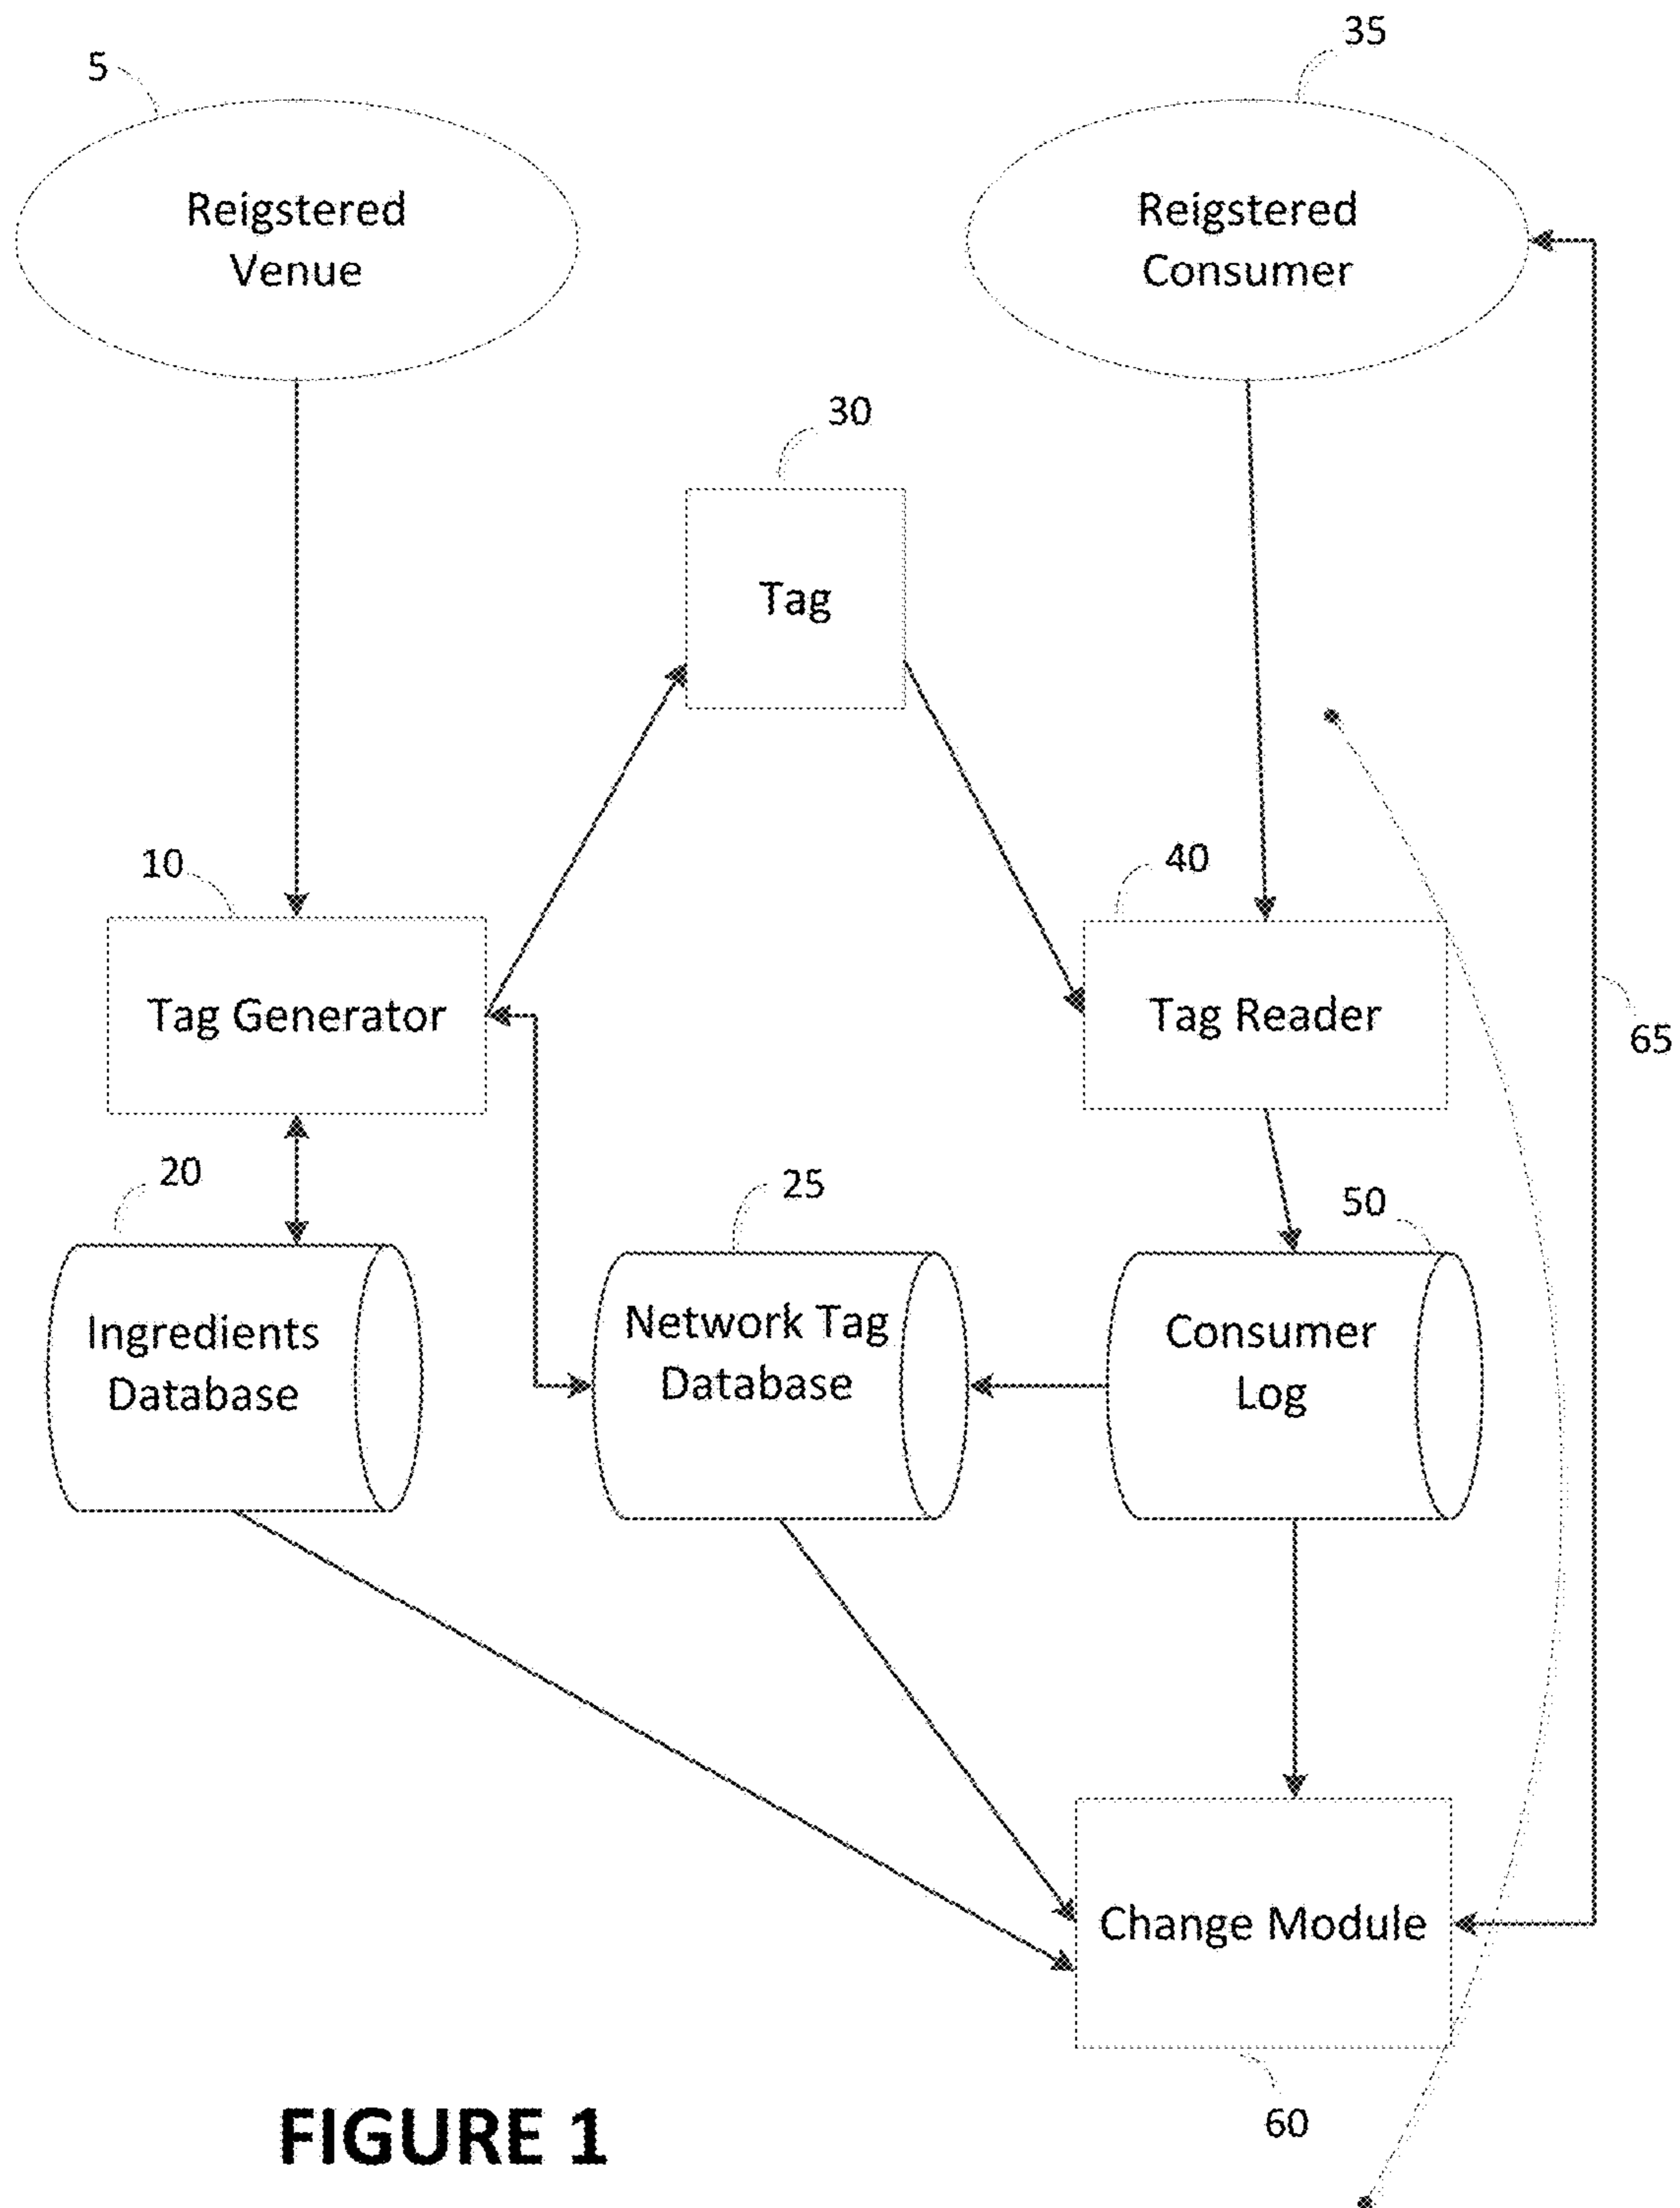 35
5
Reigstered
Venue
Reigstered
Consumer
30
Tag
10
40
Tag Generator
Tag Reader
65
20
25
50
Ingredients
Database
Network Tag
Database
Consumer
Log
Change Module
60
FIGURE 1